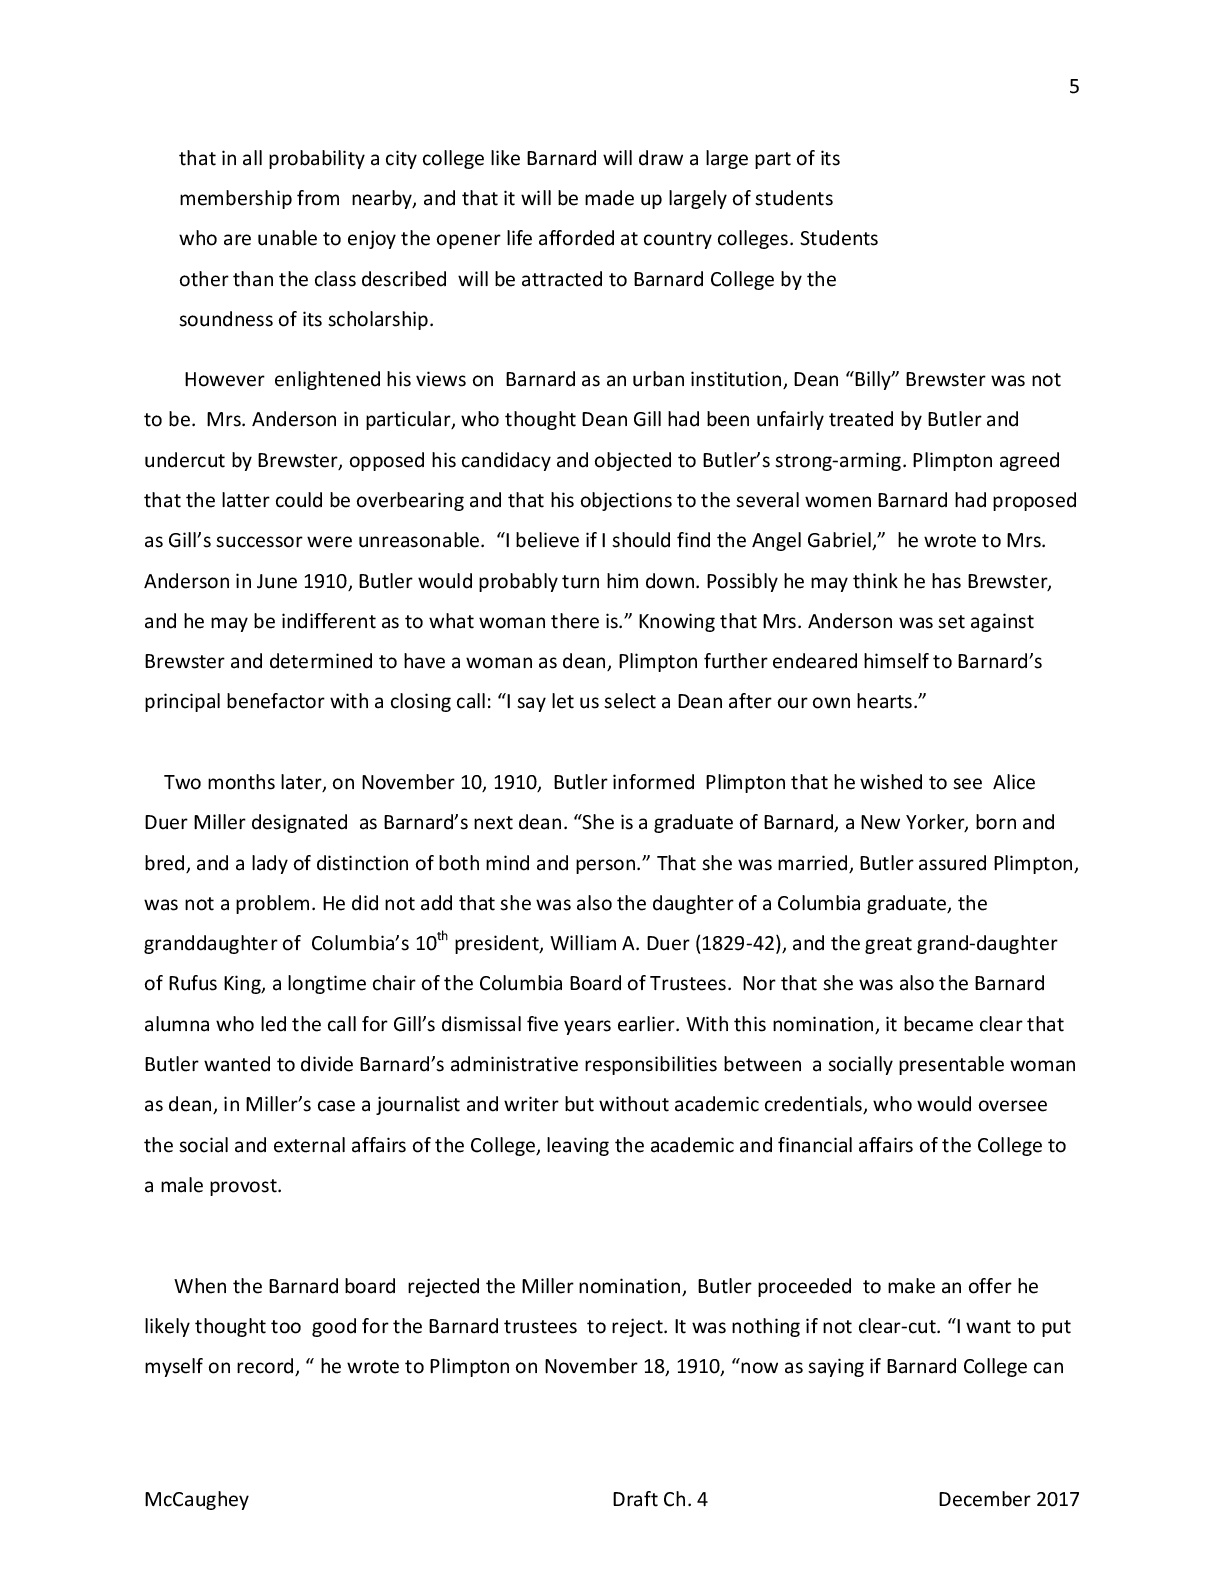 5
that in all probability a city college like Barnard will draw a large part of its
membership from  nearby, and that it will be made up largely of students
who are unable to enjoy the opener life afforded at country colleges. Students
other than the class described  will be attracted to Barnard College by the
soundness of its scholarship.
However  enlightened his views on  Barnard as an urban institution, Dean “Billy” Brewster was not
to be.  Mrs. Anderson in particular, who thought Dean Gill had been unfairly treated by Butler and
undercut by Brewster, opposed his candidacy and objected to Butler’s strong-arming. Plimpton agreed
that the latter could be overbearing and that his objections to the several women Barnard had proposed
as Gill’s successor were unreasonable.  “I believe if I should find the Angel Gabriel,”  he wrote to Mrs.
Anderson in June 1910, Butler would probably turn him down. Possibly he may think he has Brewster,
and he may be indifferent as to what woman there is.” Knowing that Mrs. Anderson was set against
Brewster and determined to have a woman as dean, Plimpton further endeared himself to Barnard’s
principal benefactor with a closing call: “I say let us select a Dean after our own hearts.”
Two months later, on November 10, 1910,  Butler informed  Plimpton that he wished to see  Alice
Duer Miller designated  as Barnard’s next dean. “She is a graduate of Barnard, a New Yorker, born and
bred, and a lady of distinction of both mind and person.” That she was married, Butler assured Plimpton,
was not a problem. He did not add that she was also the daughter of a Columbia graduate, the
granddaughter of  Columbia’s 10th president, William A. Duer (1829-42), and the great grand-daughter
of Rufus King, a longtime chair of the Columbia Board of Trustees.  Nor that she was also the Barnard
alumna who led the call for Gill’s dismissal five years earlier. With this nomination, it became clear that
Butler wanted to divide Barnard’s administrative responsibilities between  a socially presentable woman
as dean, in Miller’s case a journalist and writer but without academic credentials, who would oversee
the social and external affairs of the College, leaving the academic and financial affairs of the College to
a male provost.
When the Barnard board  rejected the Miller nomination,  Butler proceeded  to make an offer he
likely thought too  good for the Barnard trustees  to reject. It was nothing if not clear-cut. “I want to put
myself on record, “ he wrote to Plimpton on November 18, 1910, “now as saying if Barnard College can
McCaughey Draft Ch. 4 December 2017